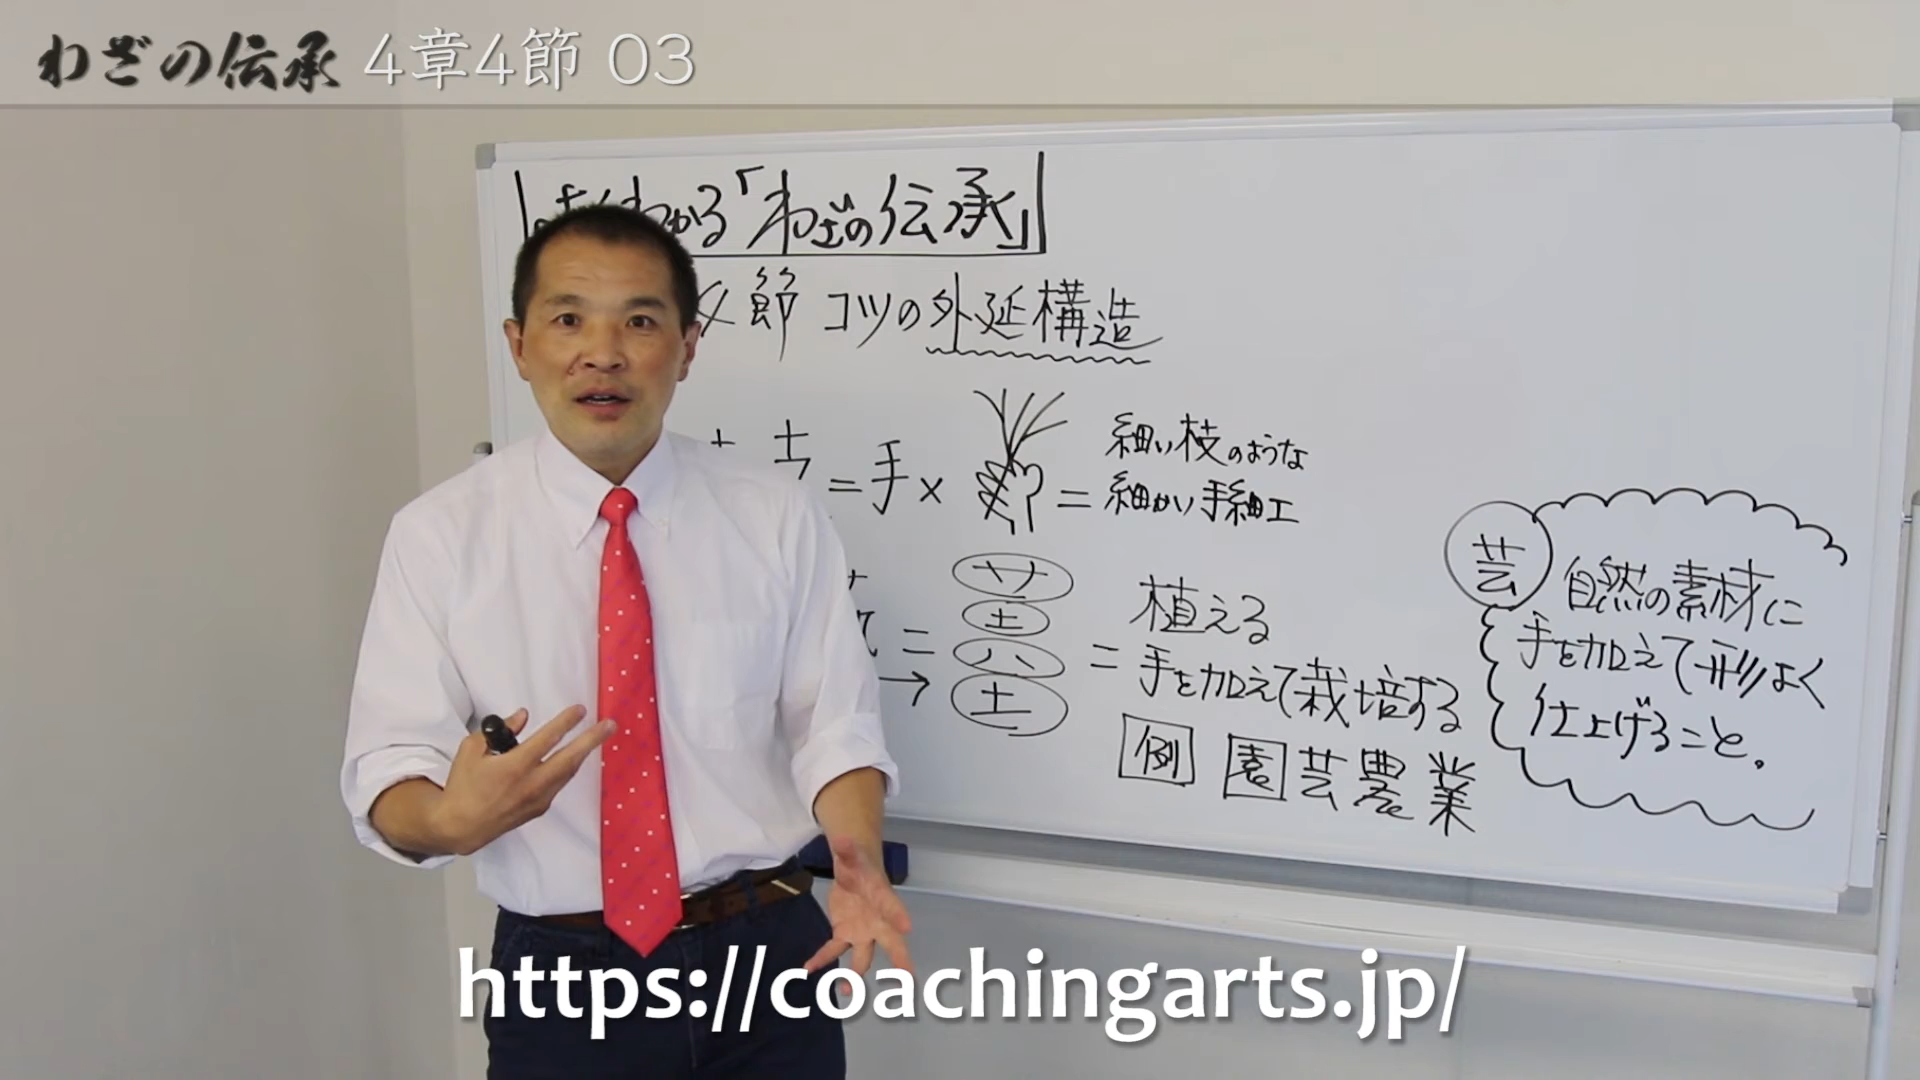 わざの伝承 4章4節 03
よくわかる「わざの伝承」
節 コツの外延構造
= 手 × = 細い枝のような
細かい手細工
= 艹 土 八 土 = 植える
→ 手を加えて栽培する
例 園芸農業
芸 自然の素材に
手を加えて形よく
仕上げること。
https://coachingarts.jp/